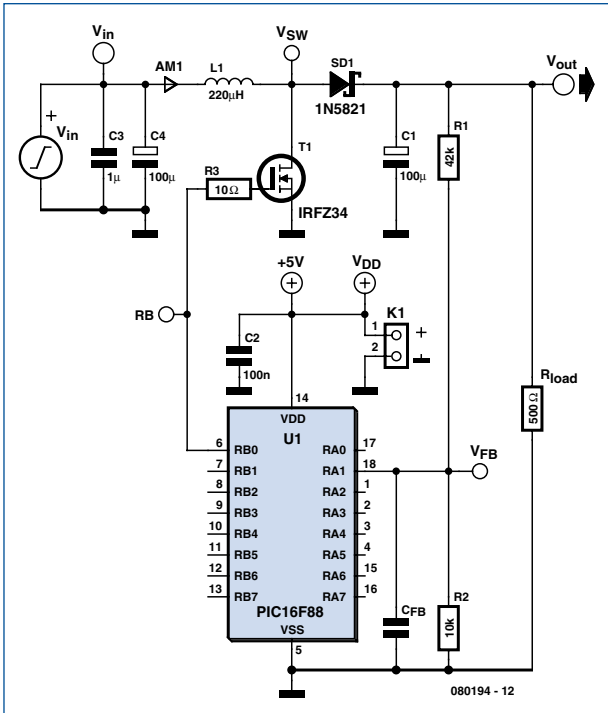 Vin
VSW
Vout
AM1
L1
220µH
SD1
1N5821
+
Vin
C3
1µ
C4
100µ
T1
IRFZ34
R3
10Ω
C1
100µ
R1
42k
+5V
VDD
K1
1
+
2
RB
C2
100n
Rload
500Ω
14
VDD
U1
6 RB0 RA0 17
7 RB1 RA1 18
8 RB2 RA2 1
9 RB3 RA3 2
10 RB4 RA4 3
11 RB5 RA5 4
12 RB6 RA6 15
13 RB7 RA7 16
PIC16F88
VSS
5
VFB
CFB
R2
10k
080194 - 12